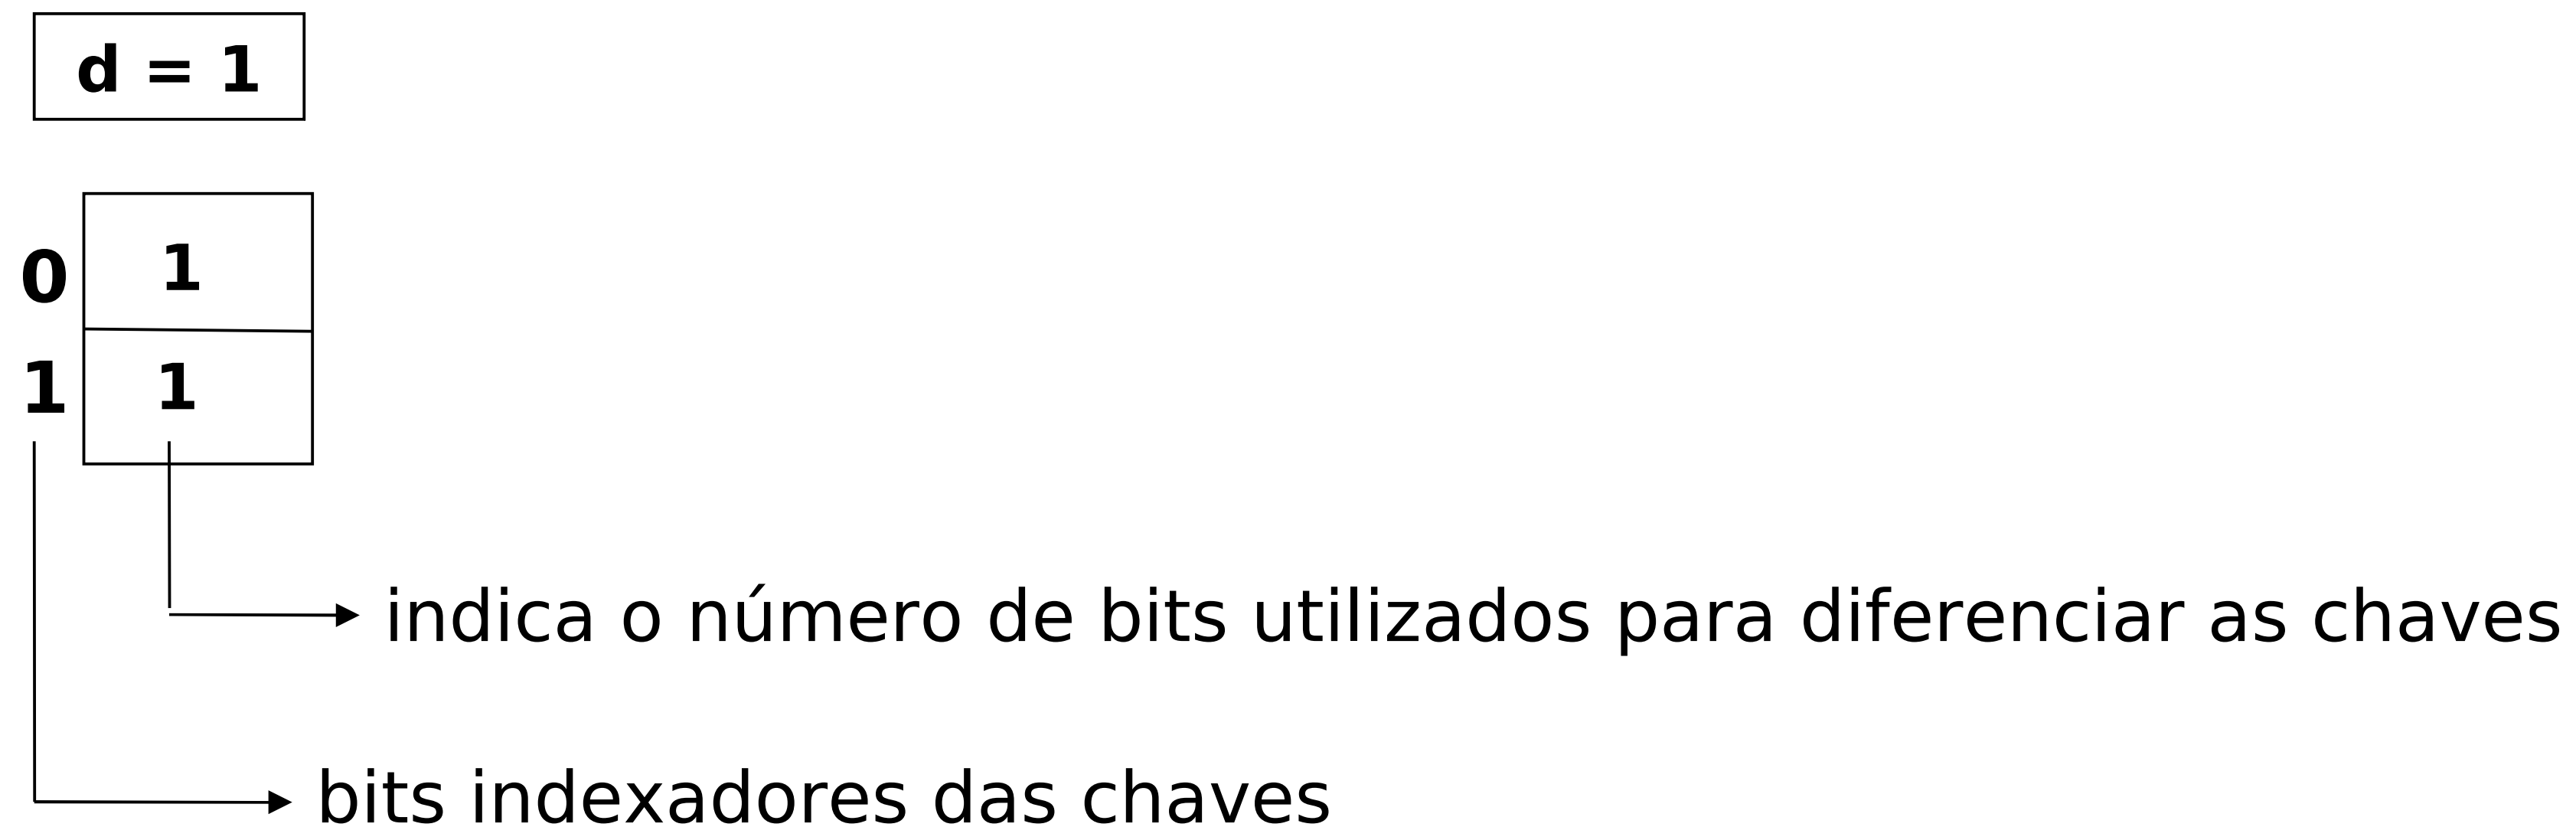 d = 1
0 1
1 1
indica o número de bits utilizados para diferenciar as chaves
bits indexadores das chaves